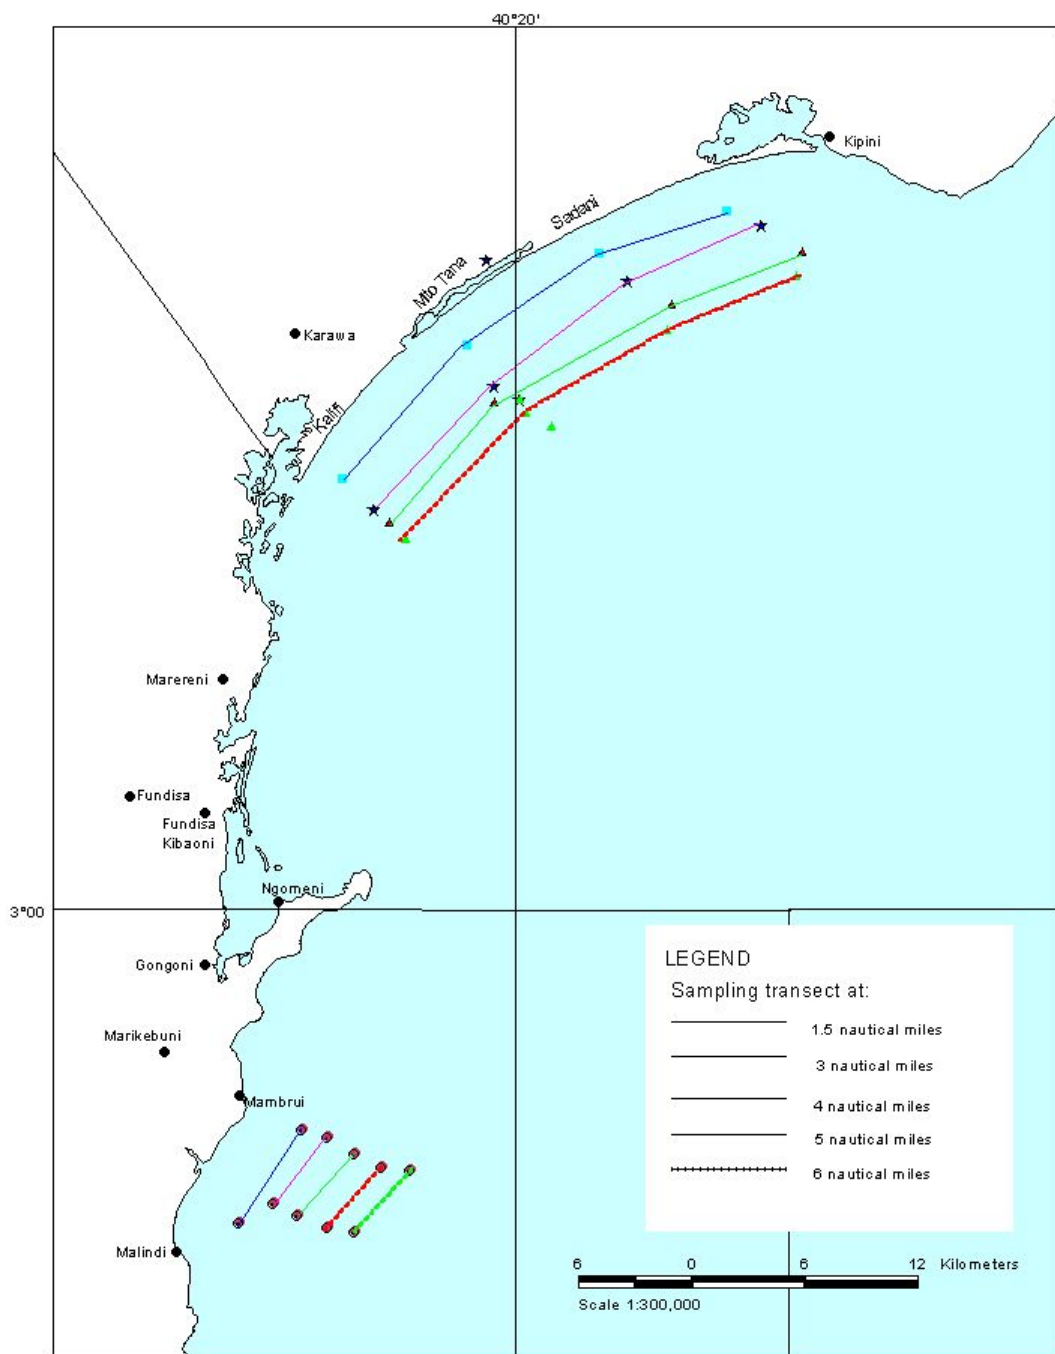 40°20'
Kipini
Sadani
Mto Tana
Karawa
Kalifi
Marereni
Fundisa
Fundisa
Kibaoni
Ngomeni
3°00
Gongoni
Marikebuni
Mambrui
Malindi
LEGEND
Sampling transect at:
1.5 nautical miles
3 nautical miles
4 nautical miles
5 nautical miles
6 nautical miles
6 0 6 12 Kilometers
Scale 1:300,000